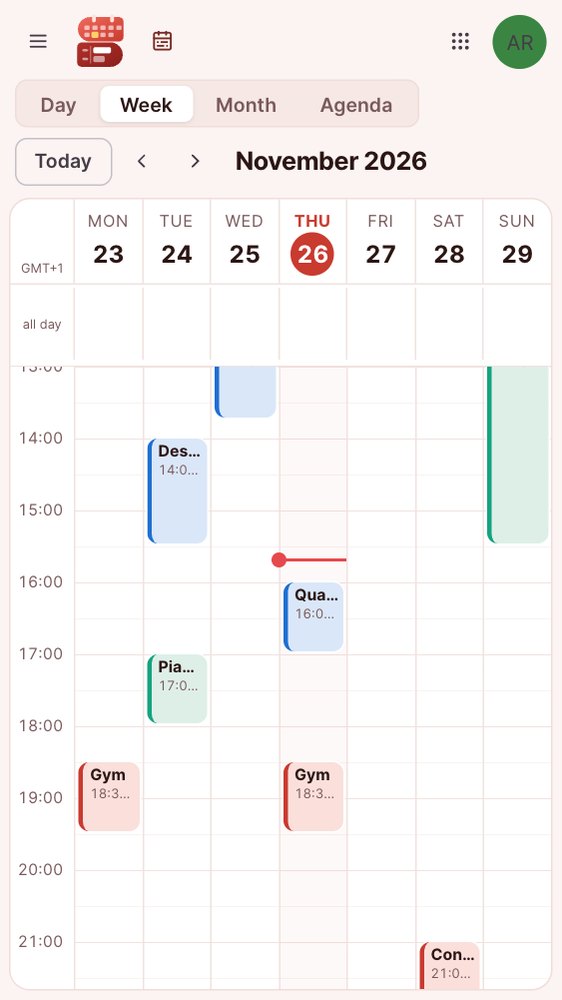 AR
Day Week Month Agenda
Today November 2026
GMT+1 MON 23 TUE 24 WED 25 THU 26 FRI 27 SAT 28 SUN 29
all day
13:00
14:00
Des...
14:0...
15:00
16:00
Qua...
16:0...
17:00
Pia...
17:0...
18:00
Gym Gym
18:3... 18:3...
19:00
20:00
21:00
Con...
21:0...